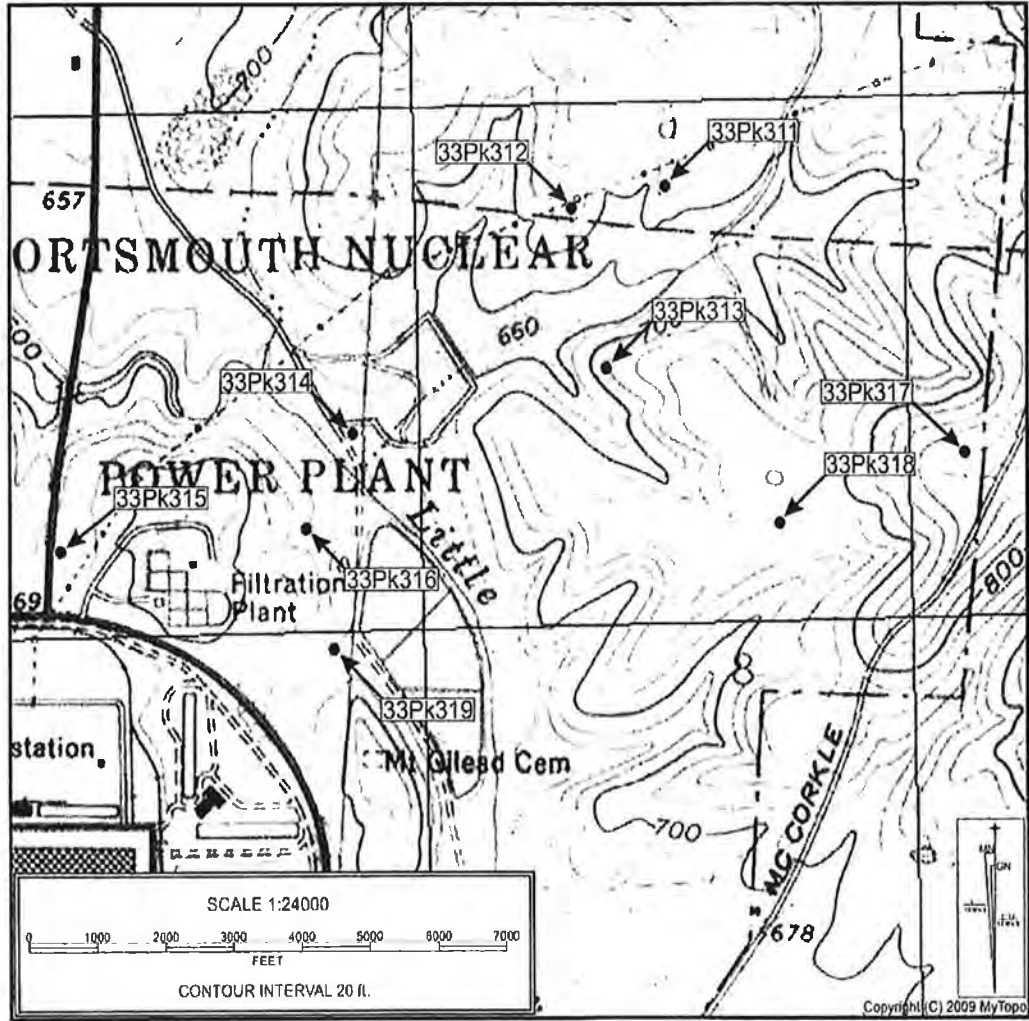 700
33Pk311
33Pk312
657
ORTSMOUTH NUCLEAR
660
33Pk313
33Pk314
33Pk317
33Pk318
POWER PLANT
33Pk315
Little
33Pk316
Filtration
Plant
69
800
33Pk319
station
Mt Gilead Cem
700
MC CORKLE
678
MN
GN
SCALE 1:24000
0 1000 2000 3000 4000 5000 6000 7000
FEET
CONTOUR INTERVAL 20 ft.
Copyright (C) 2009 MyTopo